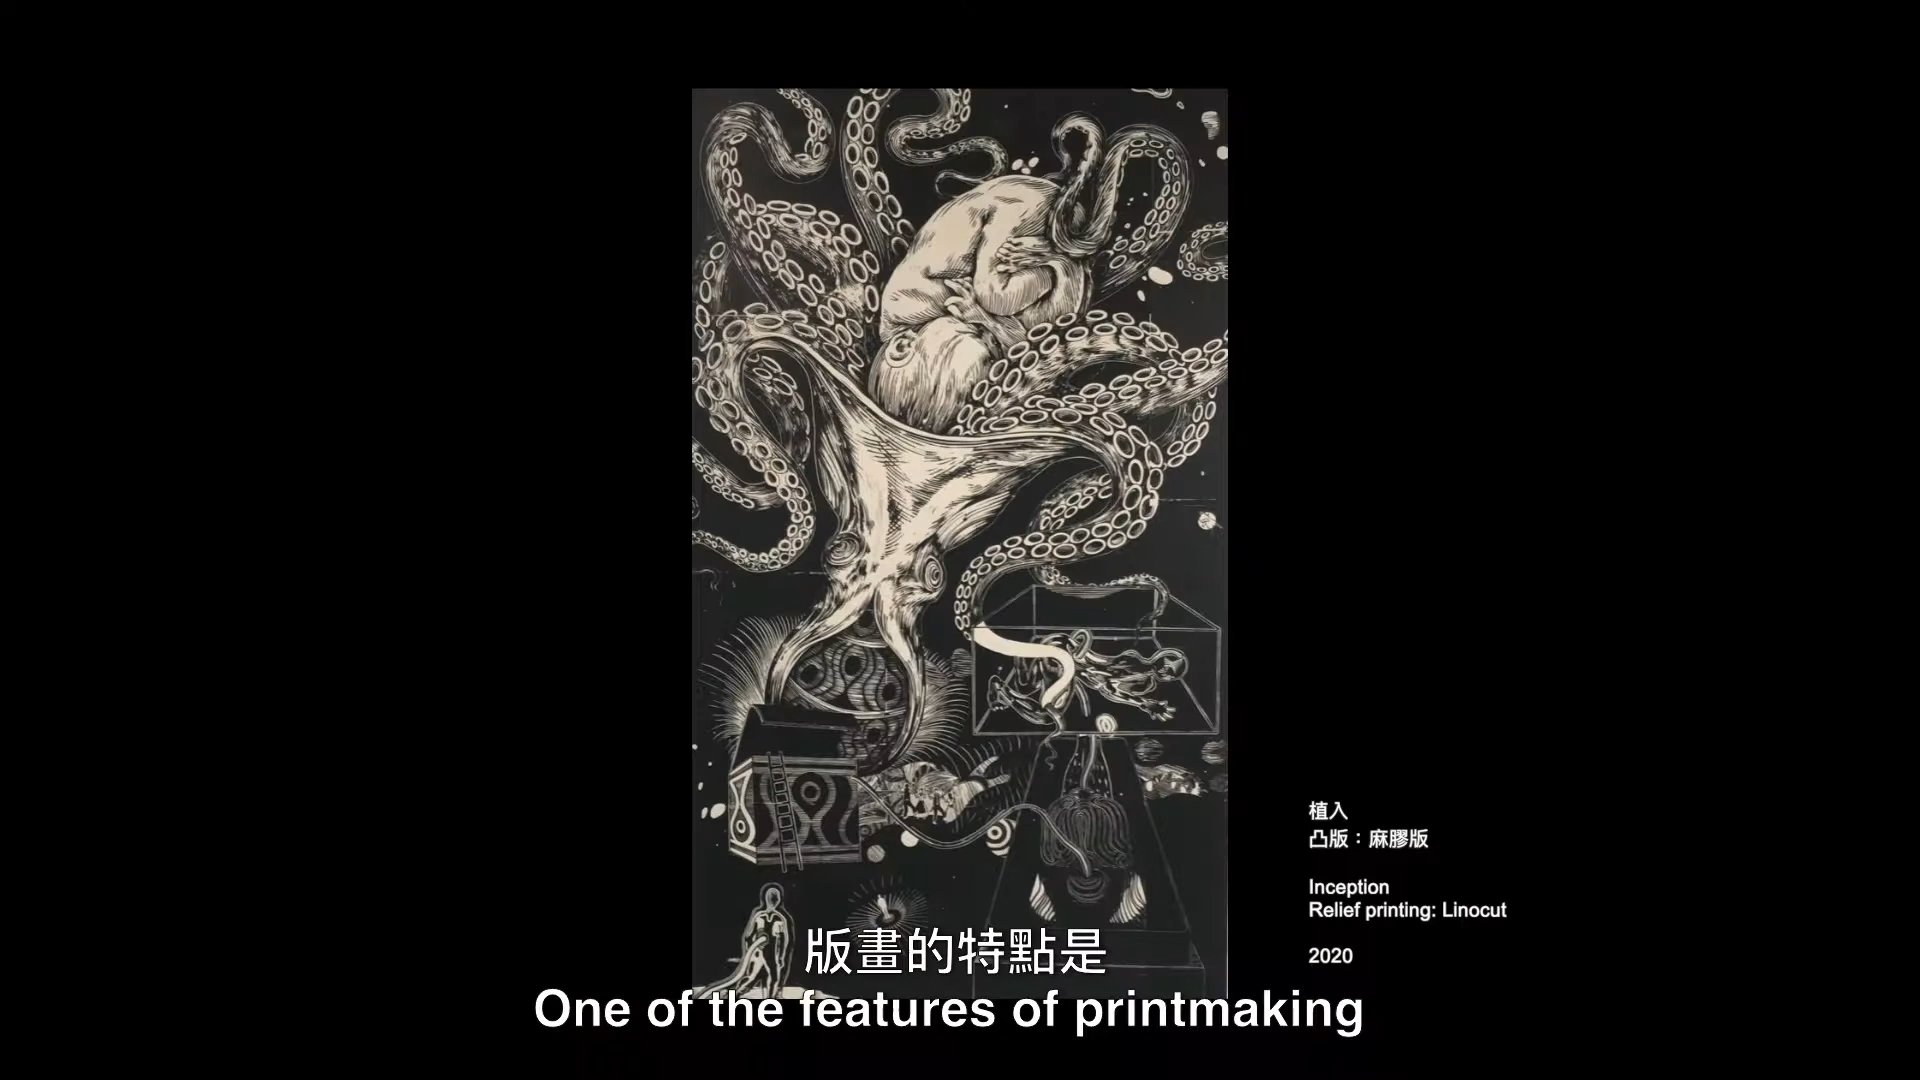 植入
凸版：麻膠版
Inception
Relief printing: Linocut
2020
版畫的特點是
One of the features of printmaking